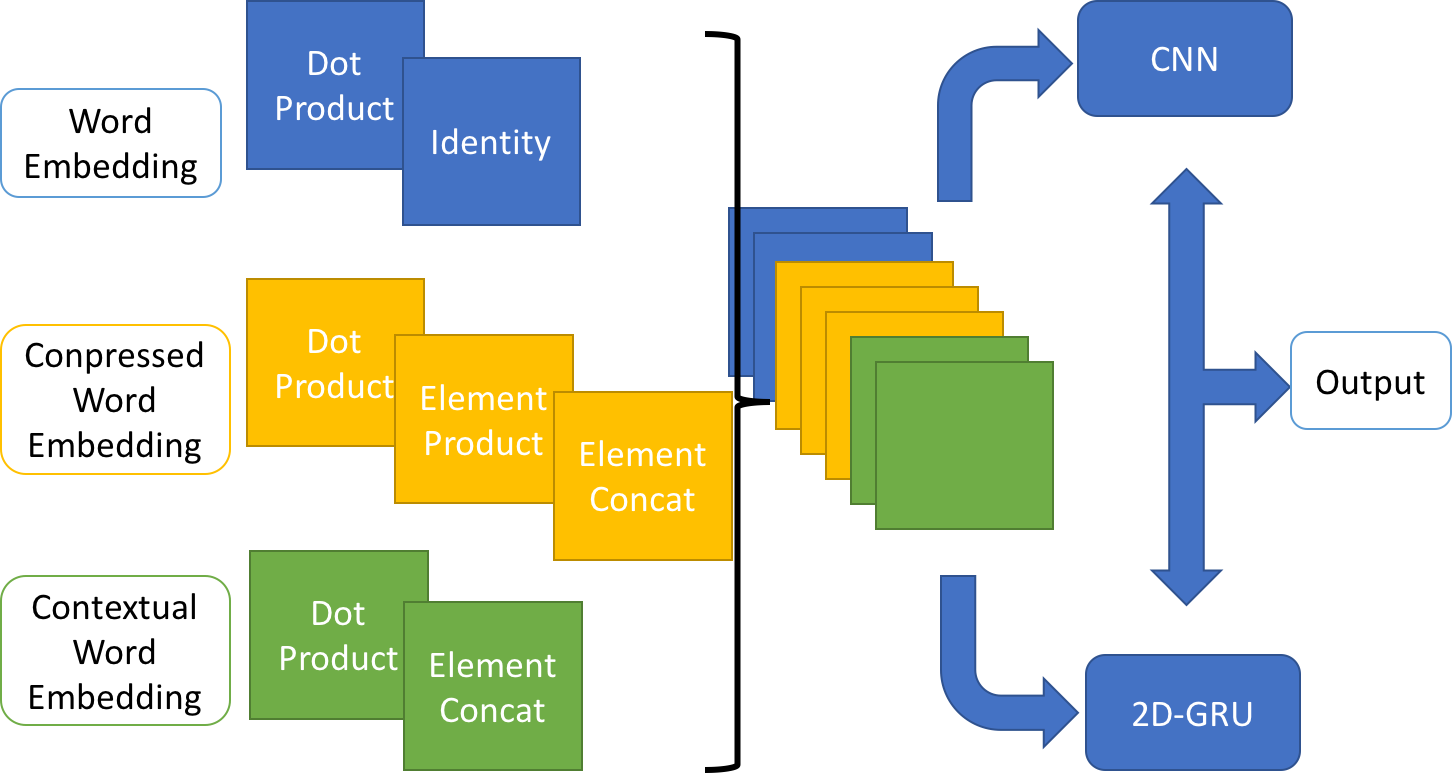 Word
Embedding
Dot
Product
Identity
Conpressed
Word
Embedding
Dot
Product
Element
Product
Element
Concat
Contextual
Word
Embedding
Dot
Product
Element
Concat
CNN
Output
2D-GRU